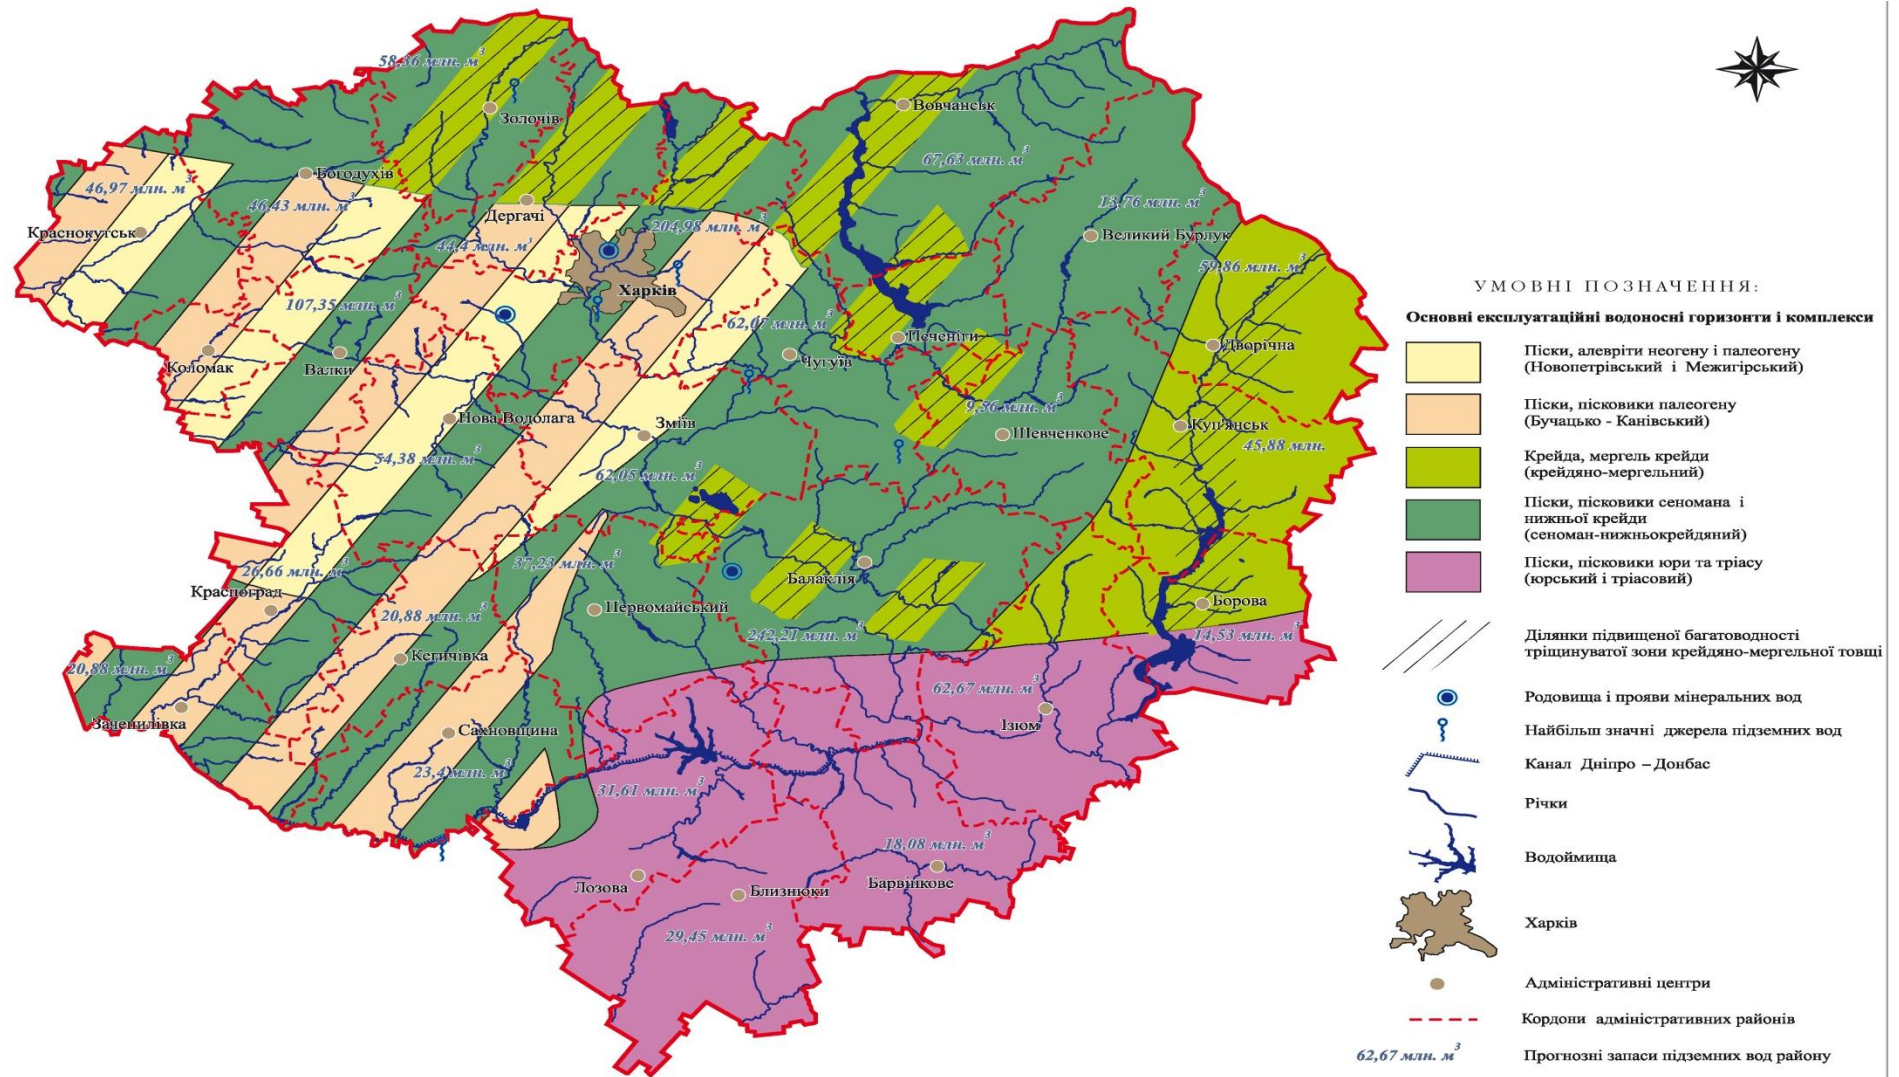 58,36 млн. м³
Золочів
Вовчанськ
67,63 млн. м³
Богодухів
46,97 млн. м³
46,43 млн. м³
13,76 млн. м³
Дергачі
204,98 млн. м³
Краснокутськ
44,4 млн. м³
Великий Бурлук
59,86 млн. м³
Харків
107,35 млн. м³
62,07 млн. м³
Печеніги
Дворічна
Коломак
Валки
Чугуїв
9,56 млн. м³
Нова Водолага
Зміїв
Шевченкове
Куп'янськ
45,88 млн.
54,38 млн. м³
62,05 млн. м³
37,23 млн. м³
26,66 млн. м³
Балаклія
Красноград
Первомайський
Борова
20,88 млн. м³
242,21 млн. м³
14,53 млн. м³
Кегичівка
20,88 млн. м³
62,67 млн. м³
Зачепилівка
Сахновщина
Ізюм
23,4 млн. м³
31,61 млн. м³
18,08 млн. м³
Лозова
Близнюки
Барвінкове
29,45 млн. м³
УМОВНІ ПОЗНАЧЕННЯ:
Основні експлуатаційні водоносні горизонти і комплекси
Піски, алевріти неогену і палеогену
(Новопетрівський і Межигірський)
Піски, пісковики палеогену
(Бучацько - Канівський)
Крейда, мергель крейди
(крейдяно-мергельний)
Піски, пісковики сеномана і
нижньої крейди
(сеноман-нижньокрейдяний)
Піски, пісковики юри та тріасу
(юрський і тріасовий)
Ділянки підвищеної багатоводності
тріщинуватої зони крейдяно-мергельної товщі
Родовища і прояви мінеральних вод
Найбільш значні джерела підземних вод
Канал Дніпро – Донбас
Річки
Водоймища
Харків
Адміністративні центри
Кордони адміністративних районів
62,67 млн. м³ Прогнозні запаси підземних вод району